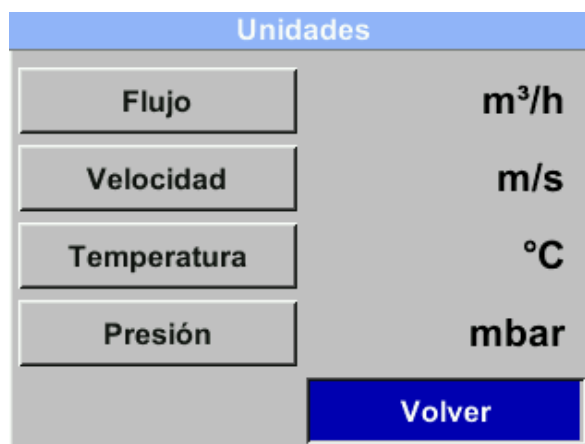 Unidades
Flujo m³/h
Velocidad m/s
Temperatura °C
Presión mbar
Volver